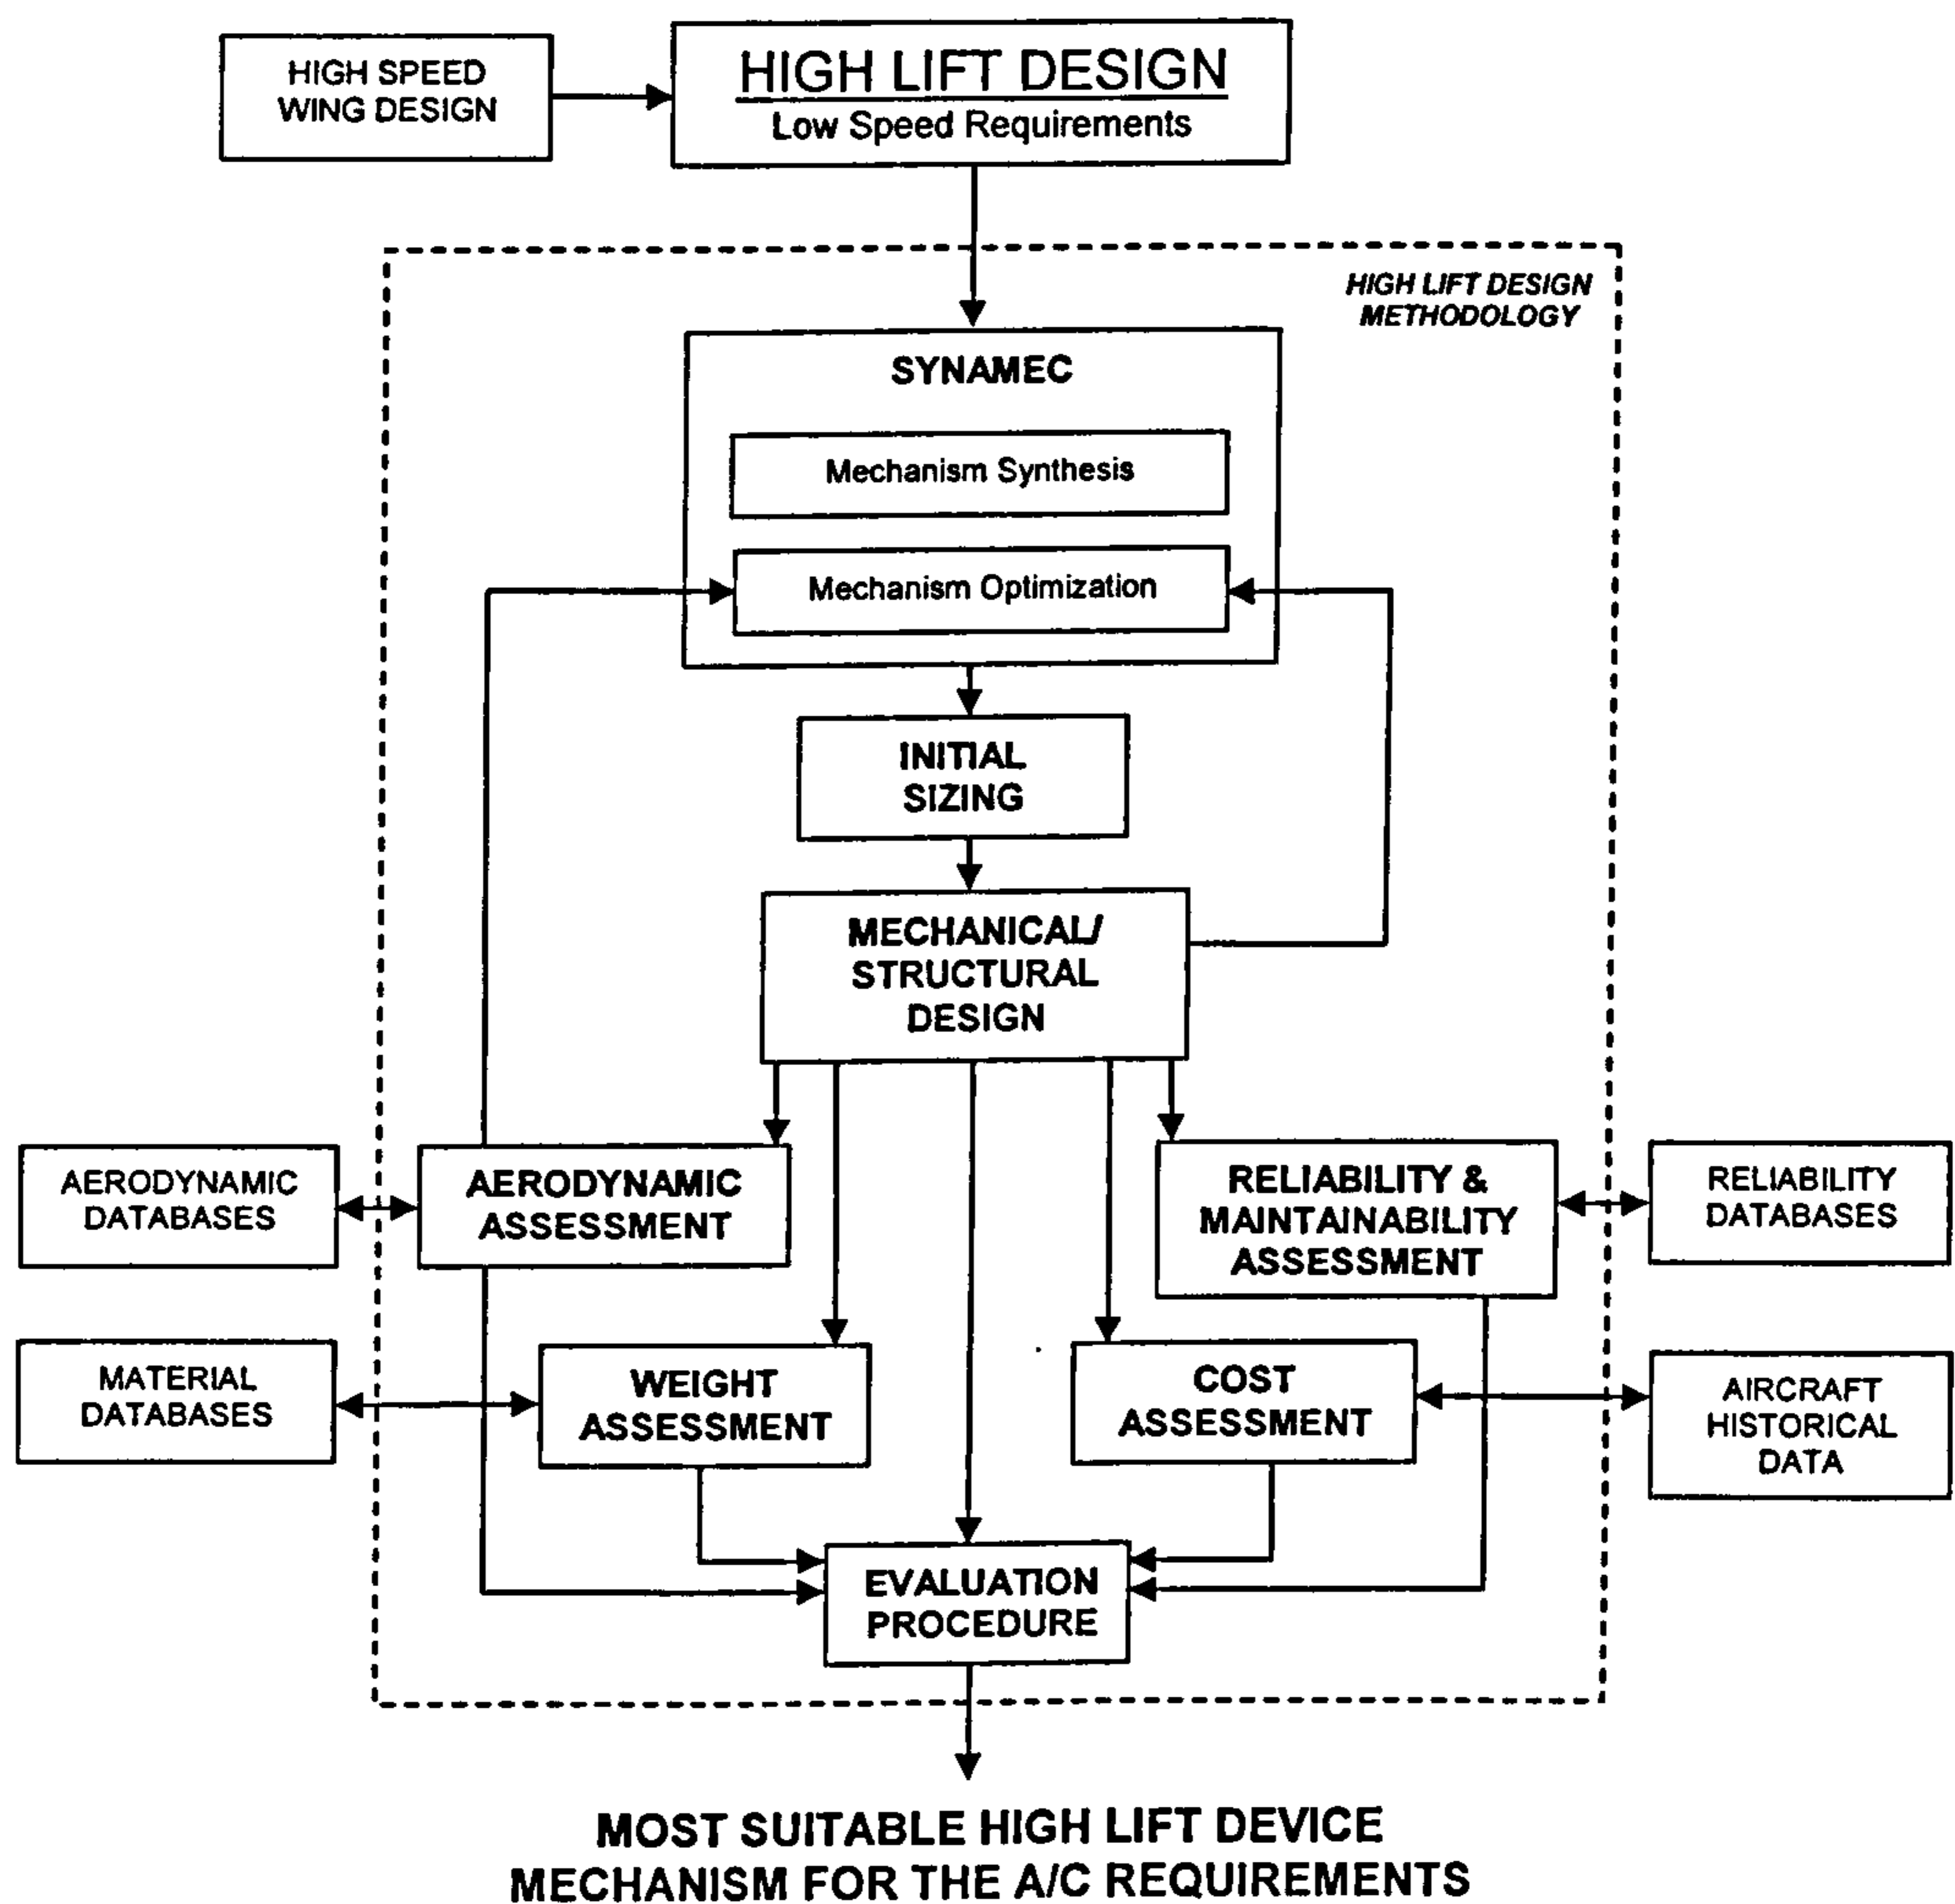 HIGH SPEED
WING DESIGN
HIGH LIFT DESIGN
Low Speed Requirements
HIGH LIFT DESIGN
METHODOLOGY
SYNAMEC
Mechanism Synthesis
Mechanism Optimization
INITIAL
SIZING
MECHANICAL/
STRUCTURAL
DESIGN
AERODYNAMIC
DATABASES
AERODYNAMIC
ASSESSMENT
RELIABILITY &
MAINTAINABILITY
ASSESSMENT
RELIABILITY
DATABASES
MATERIAL
DATABASES
WEIGHT
ASSESSMENT
COST
ASSESSMENT
AIRCRAFT
HISTORICAL
DATA
EVALUATION
PROCEDURE
MOST SUITABLE HIGH LIFT DEVICE
MECHANISM FOR THE A/C REQUIREMENTS